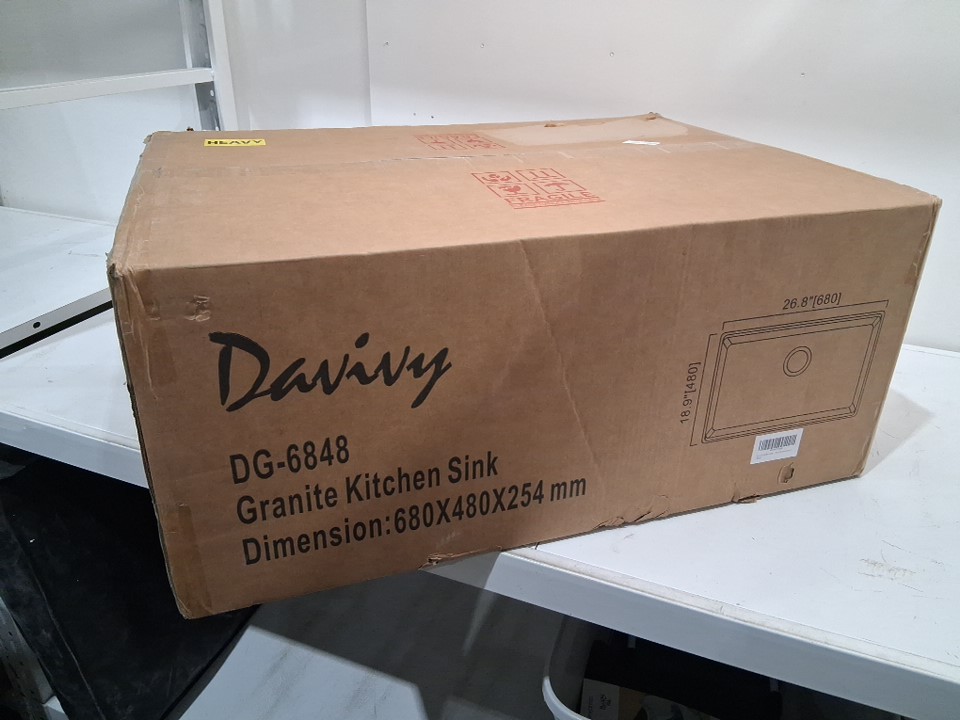 HEAVY
FRAGILE
Davivy
DG-6848
Granite Kitchen Sink
Dimension:680X480X254 mm
26.8"[680]
18.9"[480]